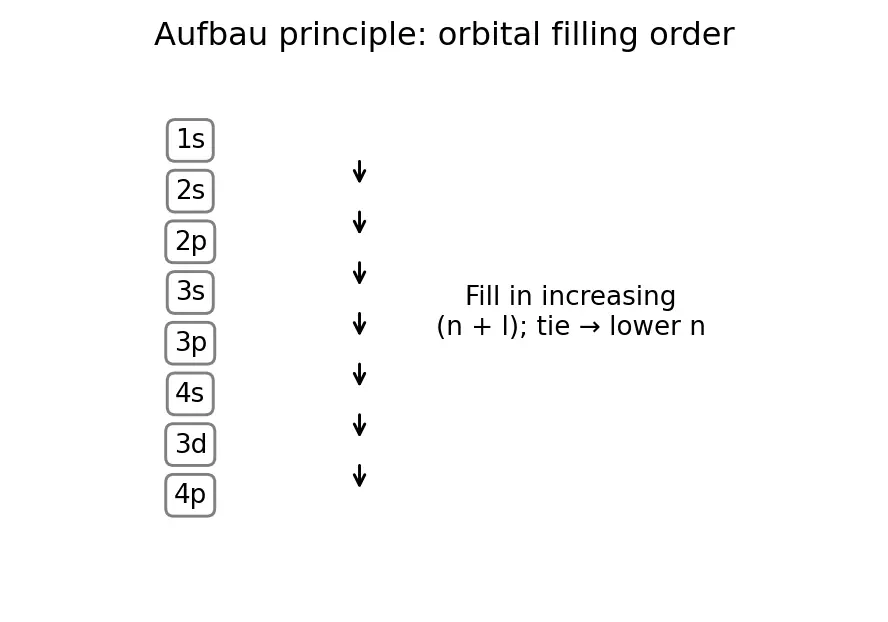 Aufbau principle: orbital filling order
1s
2s
2p
3s
3p
4s
3d
4p
Fill in increasing
(n + l); tie → lower n